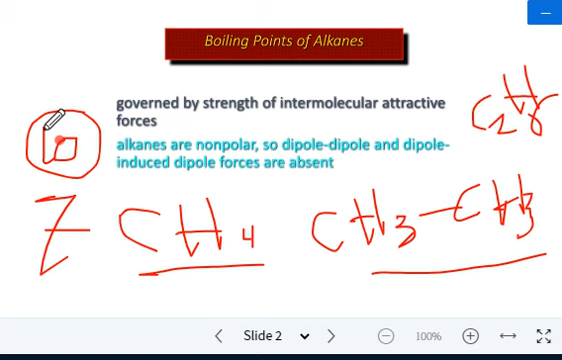 Boiling Points of Alkanes
governed by strength of intermolecular attractive
forces
alkanes are nonpolar, so dipole-dipole and dipole-
induced dipole forces are absent
CH4 CH3-CH3
Slide 2
100%